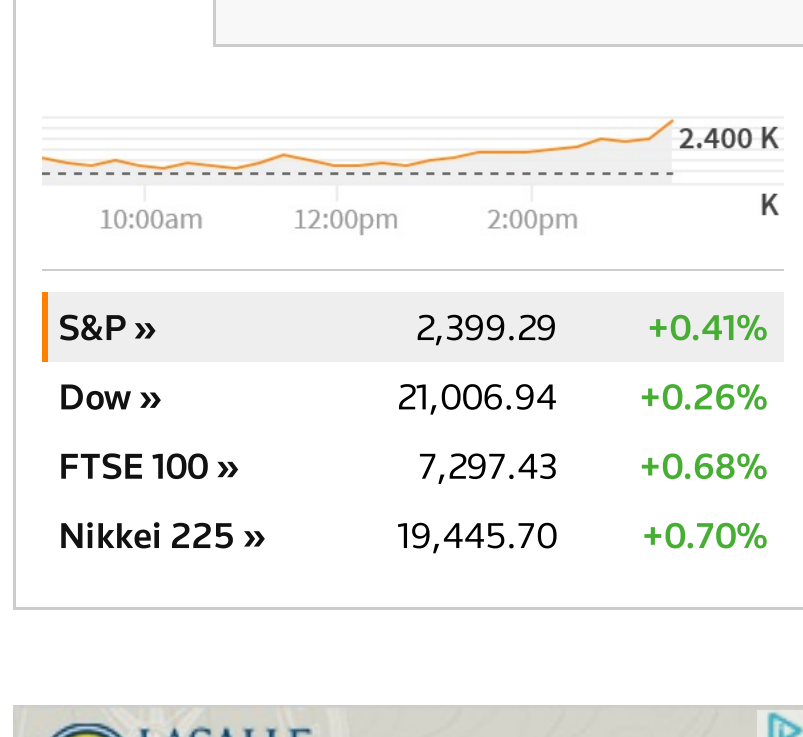 2.400 K
K
10:00am 12:00pm 2:00pm
S&P » 2,399.29 +0.41%
Dow » 21,006.94 +0.26%
FTSE 100 » 7,297.43 +0.68%
Nikkei 225 » 19,445.70 +0.70%
LASALLE